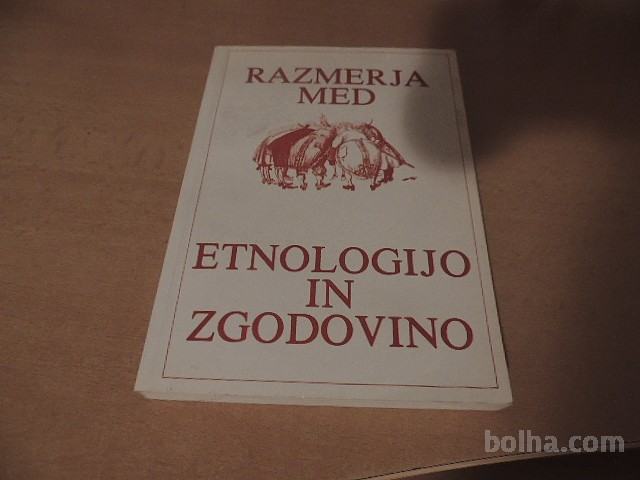 RAZMERJA
MED
ETNOLOGIJO
IN
ZGODOVINO
bolha.com